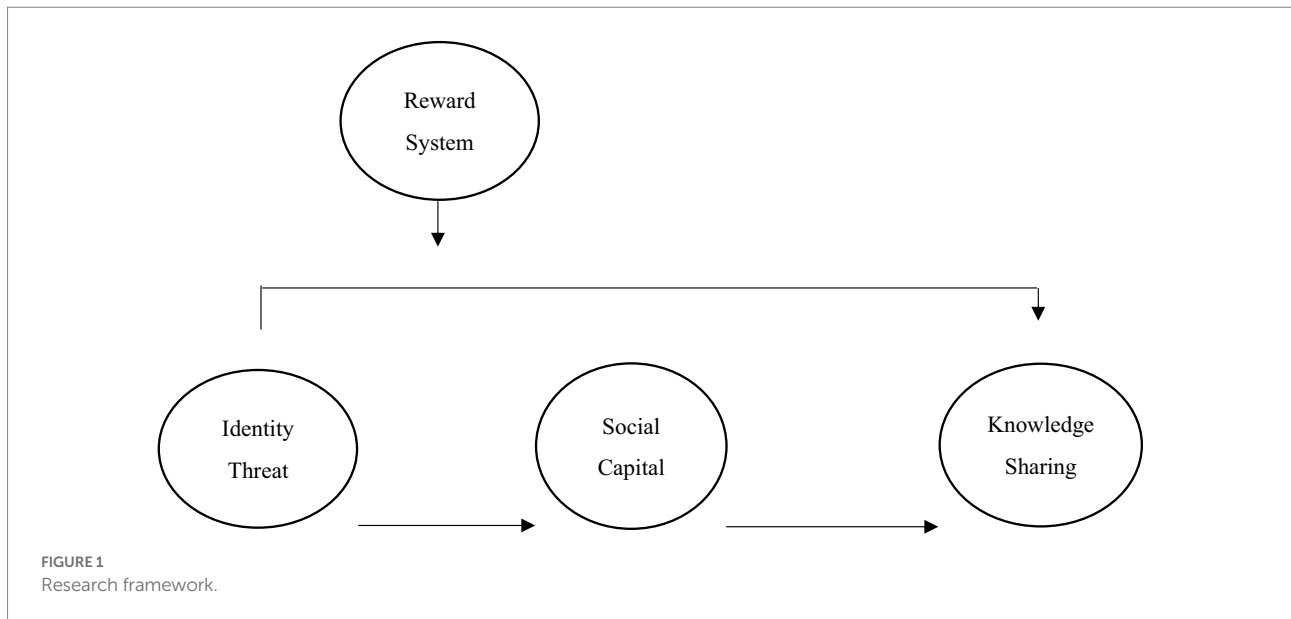 Reward
System
Identity
Threat
Social
Capital
Knowledge
Sharing
FIGURE 1
Research framework.